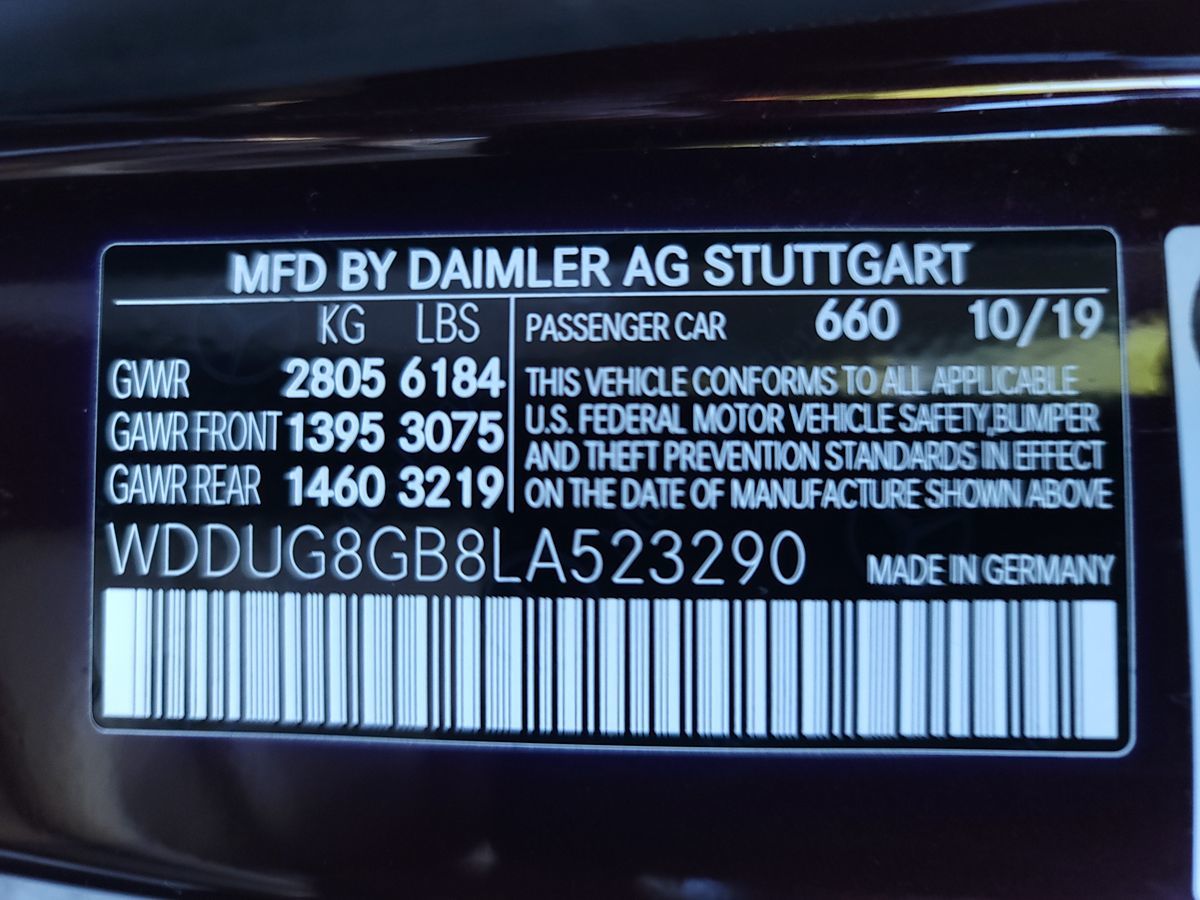 MFD BY DAIMLER AG STUTTGART
KG LBS
GVWR 2805 6184
GAWR FRONT 1395 3075
GAWR REAR 1460 3219
PASSENGER CAR 660 10/19
THIS VEHICLE CONFORMS TO ALL APPLICABLE
U.S. FEDERAL MOTOR VEHICLE SAFETY,BUMPER
AND THEFT PREVENTION STANDARDS IN EFFECT
ON THE DATE OF MANUFACTURE SHOWN ABOVE
WDDUG8GB8LA523290
MADE IN GERMANY